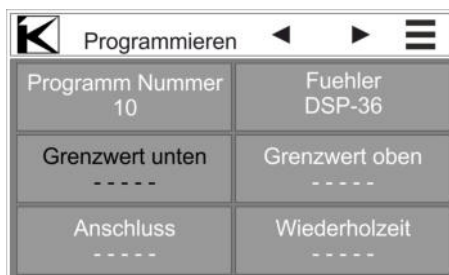 Programmieren
Programm Nummer
10
Fuehler
DSP-36
Grenzwert unten
- - - - -
Grenzwert oben
- - - - -
Anschluss
- - - - -
Wiederholzeit
- - - - -